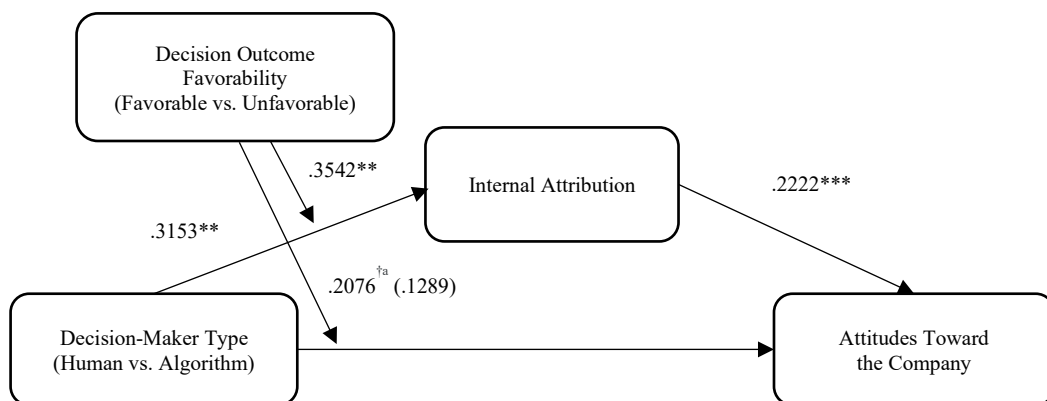 Decision Outcome
Favorability
(Favorable vs. Unfavorable)
.3542**
Internal Attribution
.2222***
.3153**
.2076†a (.1289)
Decision-Maker Type
(Human vs. Algorithm)
Attitudes Toward
the Company